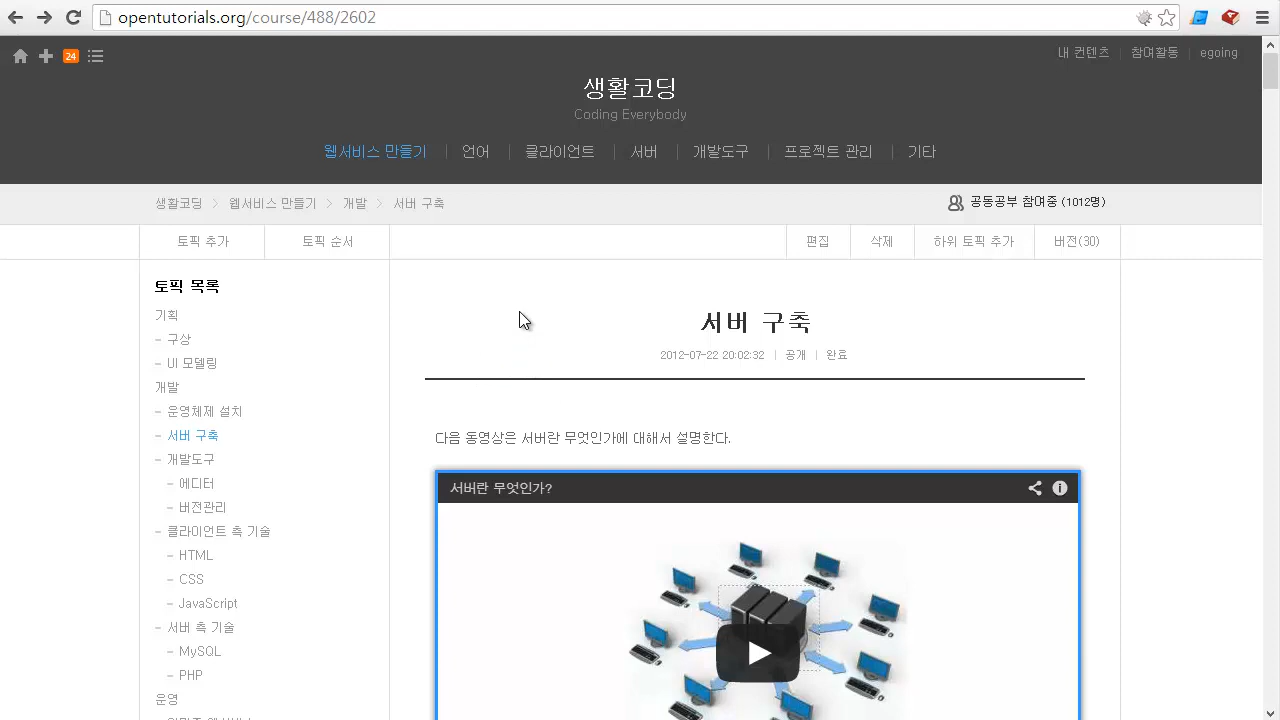 opentutorials.org/course/488/2602
24
내 컨텐츠 | 참여활동 | egoing
생활코딩
Coding Everybody
웹서비스 만들기 | 언어 | 클라이언트 | 서버 | 개발도구 | 프로젝트 관리 | 기타
생활코딩 > 웹서비스 만들기 > 개발 > 서버 구축
공동공부 참여중 (1012명)
토픽 추가
토픽 순서
편집
삭제
하위 토픽 추가
버전(30)
토픽 목록
기획
- 구상
- UI 모델링
개발
- 운영체제 설치
- 서버 구축
- 개발도구
- 에디터
- 버전관리
- 클라이언트 측 기술
- HTML
- CSS
- JavaScript
- 서버 측 기술
- MySQL
- PHP
운영
서버 구축
2012-07-22 20:02:32 | 공개 | 완료
다음 동영상은 서버란 무엇인가에 대해서 설명한다.
서버란 무엇인가?